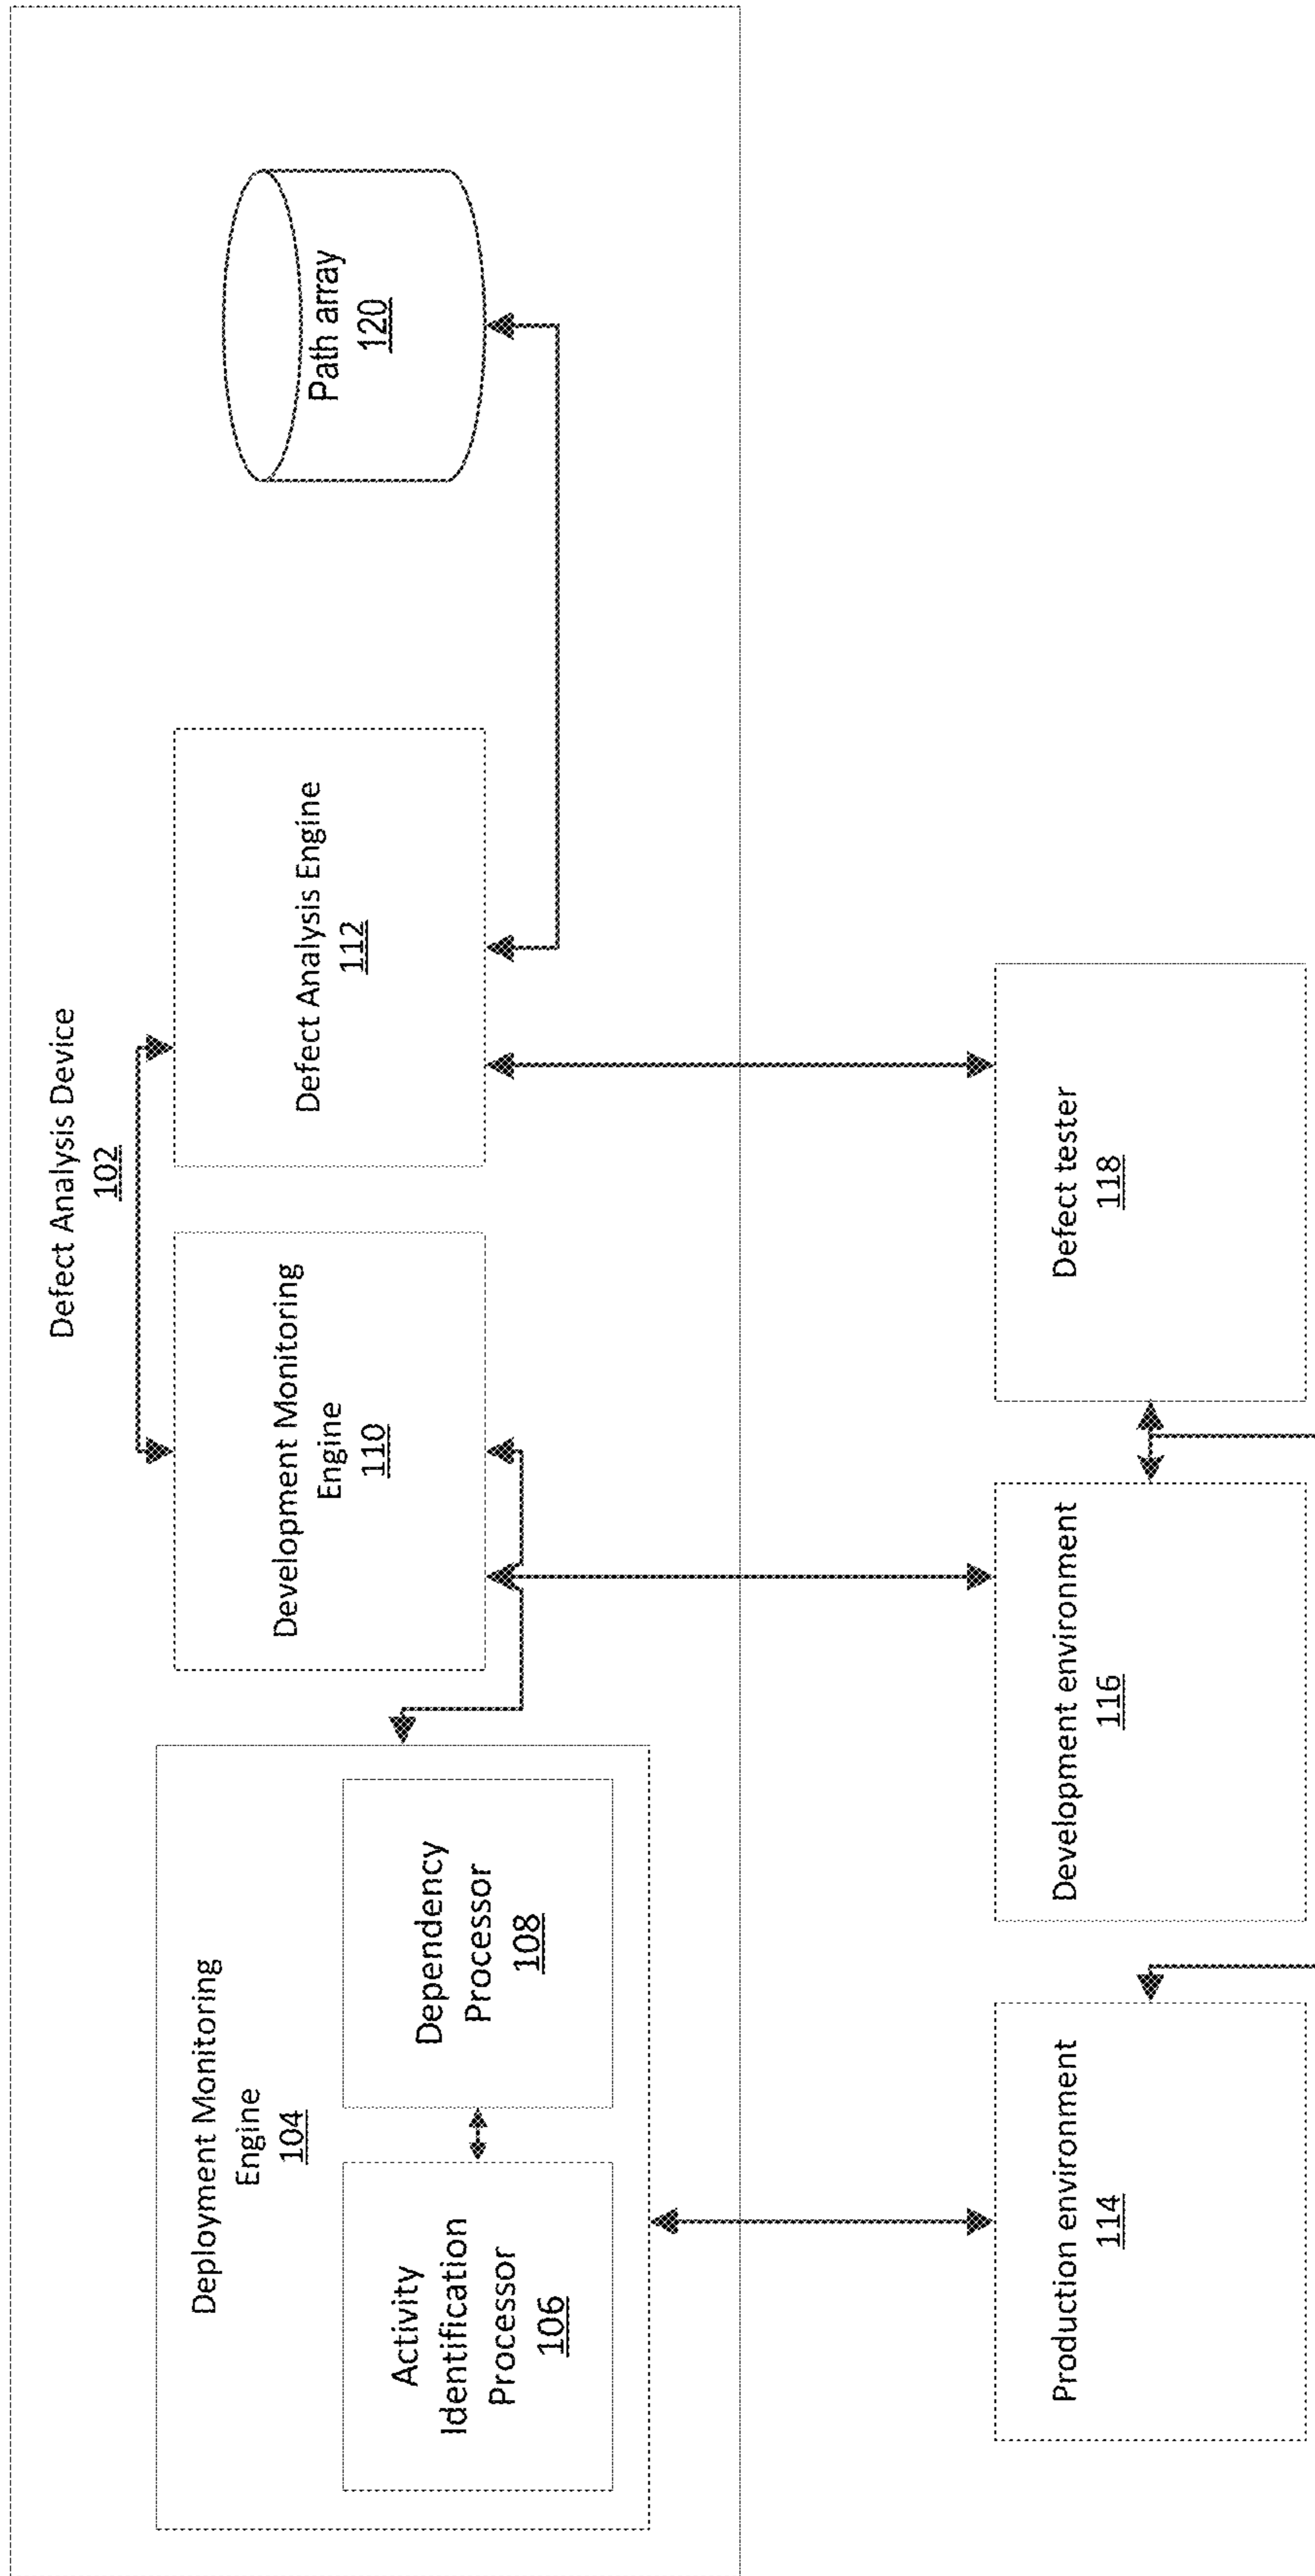 Defect Analysis Device
102
Deployment Monitoring
Engine
104
Activity
Identification
Processor
106
Dependency
Processor
108
Development Monitoring
Engine
110
Defect Analysis Engine
112
Path array
120
Production environment
114
Development environment
116
Defect tester
118